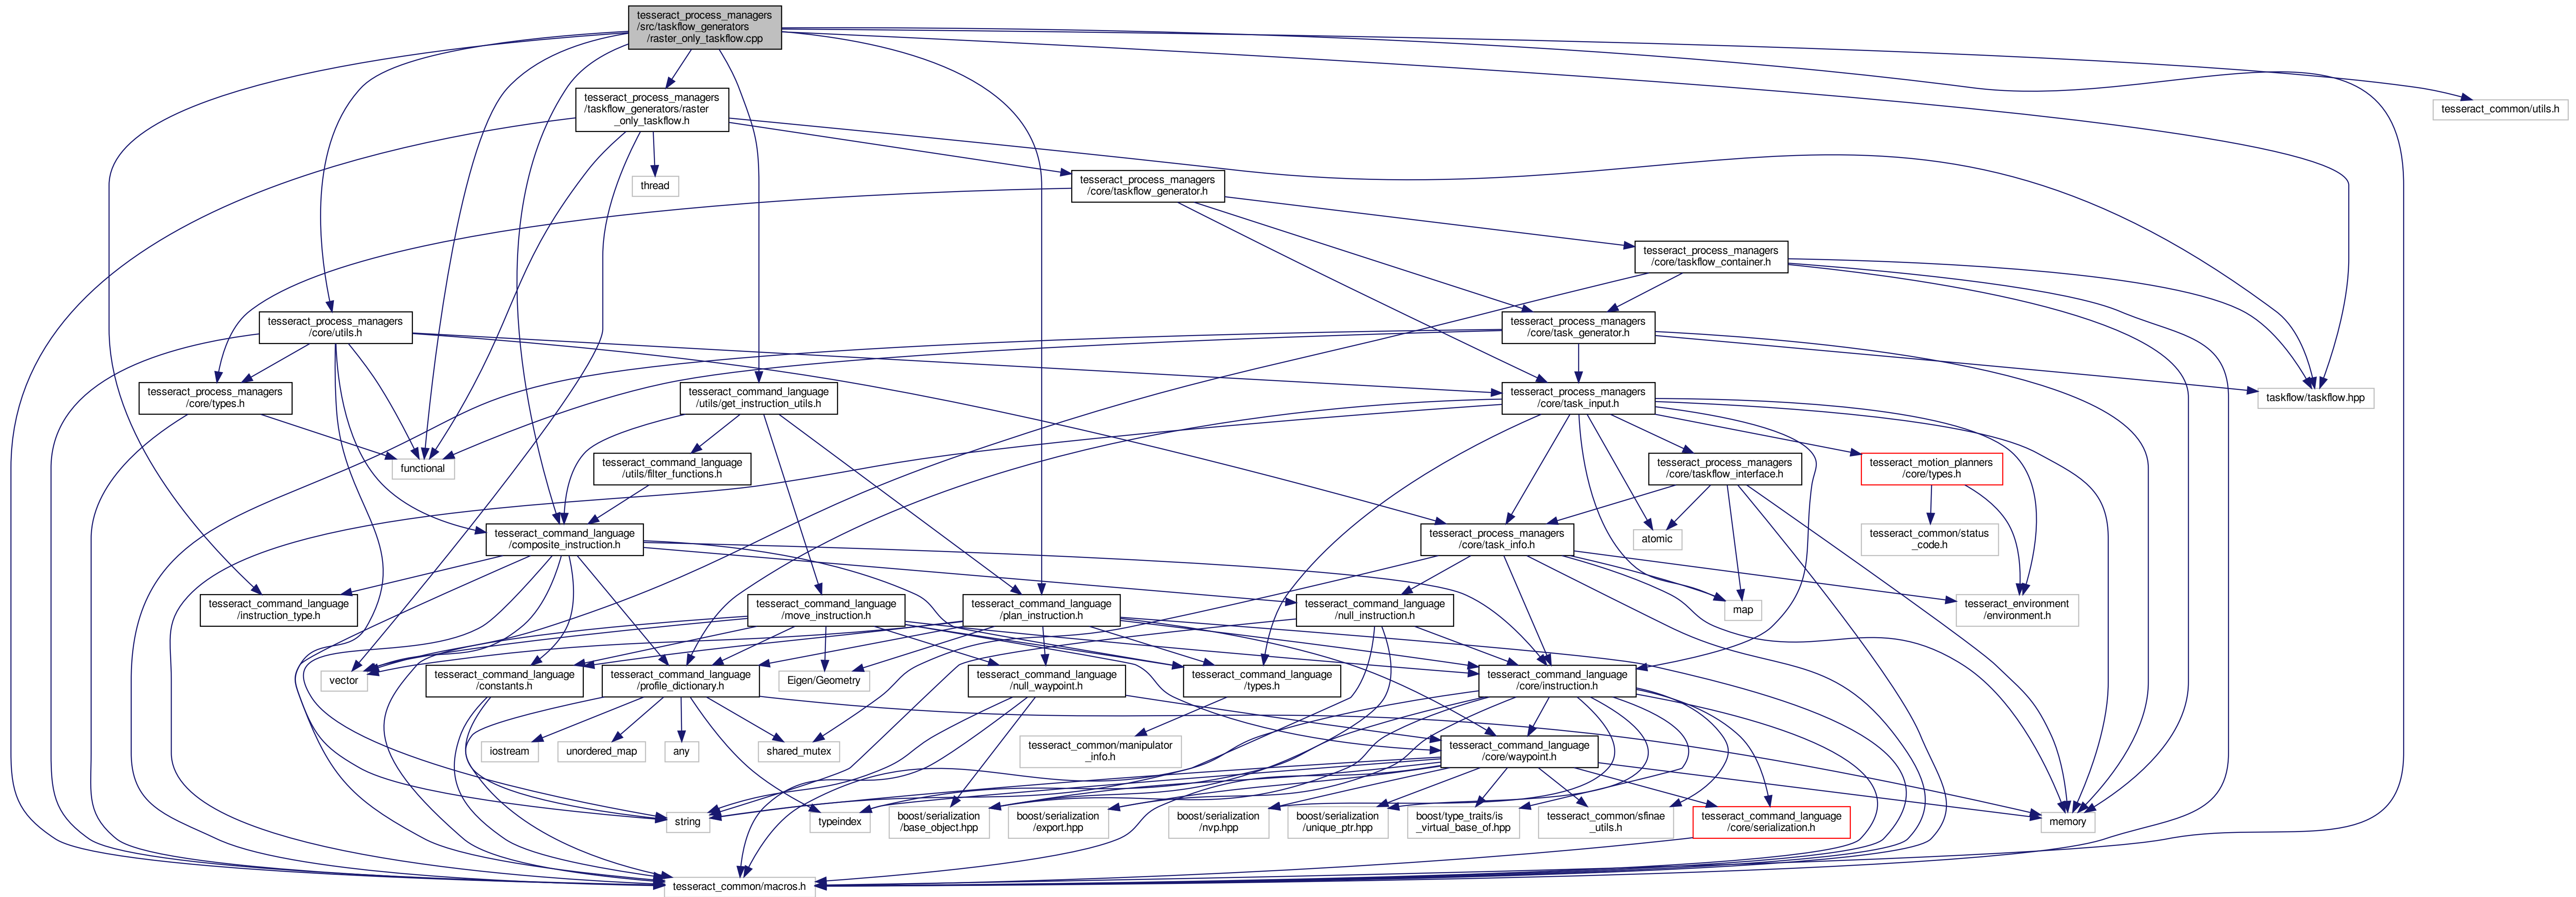 tesseract_process_managers
/src/taskflow_generators
/raster_only_taskflow.cpp
tesseract_process_managers
/taskflow_generators/raster
_only_taskflow.h
tesseract_common/utils.h
thread
tesseract_process_managers
/core/taskflow_generator.h
tesseract_process_managers
/core/taskflow_container.h
tesseract_process_managers
/core/utils.h
tesseract_process_managers
/core/task_generator.h
tesseract_process_managers
/core/types.h
tesseract_command_language
/utils/get_instruction_utils.h
tesseract_process_managers
/core/task_input.h
taskflow/taskflow.hpp
functional
tesseract_command_language
/utils/filter_functions.h
tesseract_process_managers
/core/taskflow_interface.h
tesseract_motion_planners
/core/types.h
tesseract_command_language
/composite_instruction.h
tesseract_process_managers
/core/task_info.h
atomic
tesseract_common/status
_code.h
tesseract_command_language
/instruction_type.h
tesseract_command_language
/move_instruction.h
tesseract_command_language
/plan_instruction.h
tesseract_command_language
/null_instruction.h
map
tesseract_environment
/environment.h
vector
tesseract_command_language
/constants.h
tesseract_command_language
/profile_dictionary.h
Eigen/Geometry
tesseract_command_language
/null_waypoint.h
tesseract_command_language
/types.h
tesseract_command_language
/core/instruction.h
iostream
unordered_map
any
shared_mutex
tesseract_common/manipulator
_info.h
tesseract_command_language
/core/waypoint.h
string
typeindex
boost/serialization
/base_object.hpp
boost/serialization
/export.hpp
boost/serialization
/nvp.hpp
boost/serialization
/unique_ptr.hpp
boost/type_traits/is
_virtual_base_of.hpp
tesseract_common/sfinae
_utils.h
tesseract_command_language
/core/serialization.h
memory
tesseract_common/macros.h